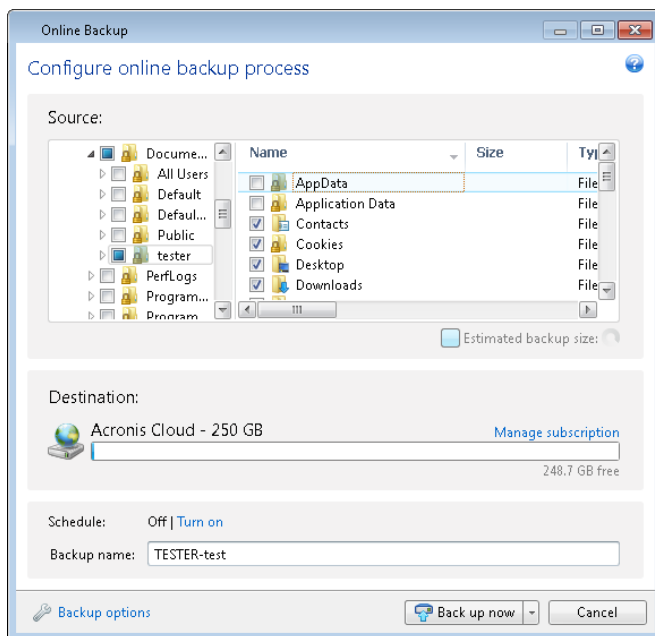 Online Backup
Configure online backup process
Source:
Docume...
All Users
Default
Defaul...
Public
tester
PerfLogs
Program...
Program
Name Size Typ
AppData File
Application Data File
Contacts File
Cookies File
Desktop File
Downloads File
Estimated backup size:
Destination:
Acronis Cloud - 250 GB
Manage subscription
248.7 GB free
Schedule: Off | Turn on
Backup name: TESTER-test
Backup options
Back up now
Cancel